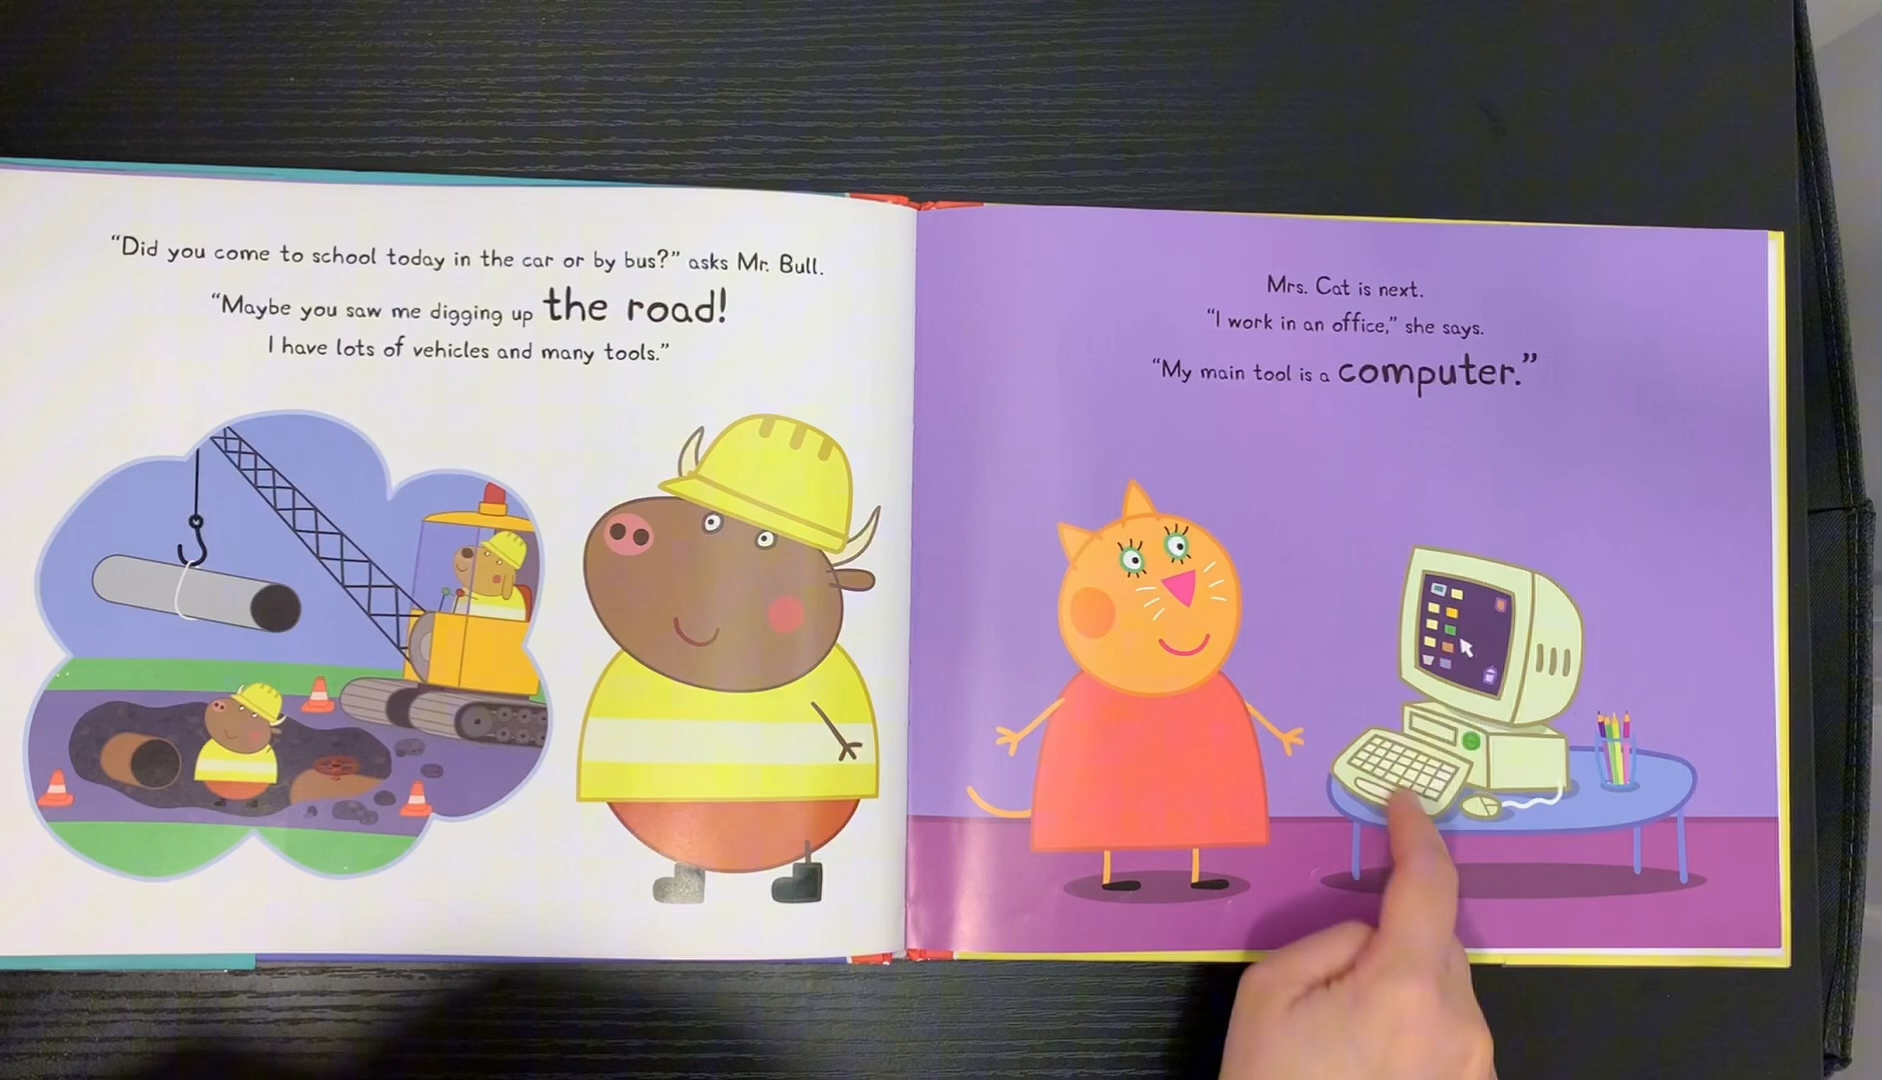 “Did you come to school today in the car or by bus?” asks Mr. Bull.
“Maybe you saw me digging up the road!
I have lots of vehicles and many tools.”
Mrs. Cat is next.
“I work in an office,” she says.
“My main tool is a computer.”